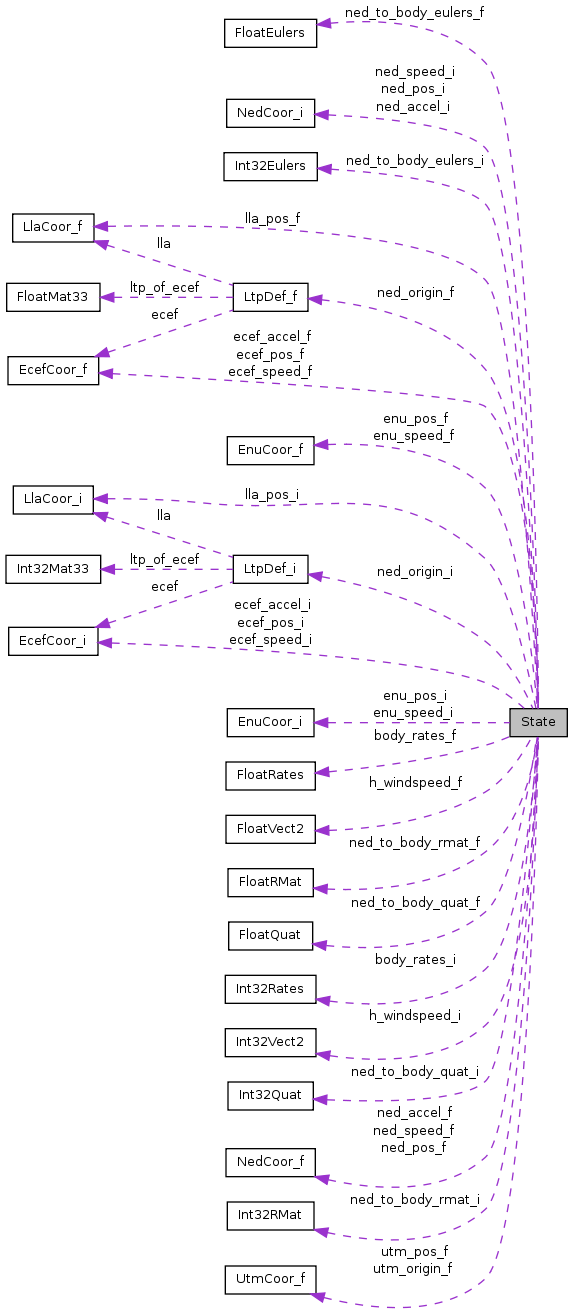 ned_to_body_eulers_f
FloatEulers
ned_speed_i
ned_pos_i
ned_accel_i
NedCoor_i
ned_to_body_eulers_i
Int32Eulers
lla_pos_f
LlaCoor_f
lla
ltp_of_ecef
ned_origin_f
FloatMat33
LtpDef_f
ecef
ecef_accel_f
ecef_pos_f
ecef_speed_f
EcefCoor_f
enu_pos_f
enu_speed_f
EnuCoor_f
lla_pos_i
LlaCoor_i
lla
ltp_of_ecef
ned_origin_i
Int32Mat33
LtpDef_i
ecef
ecef_accel_i
ecef_pos_i
ecef_speed_i
EcefCoor_i
enu_pos_i
enu_speed_i
EnuCoor_i
State
body_rates_f
FloatRates
h_windspeed_f
FloatVect2
ned_to_body_rmat_f
FloatRMat
ned_to_body_quat_f
FloatQuat
body_rates_i
Int32Rates
h_windspeed_i
Int32Vect2
ned_to_body_quat_i
Int32Quat
ned_accel_f
ned_speed_f
ned_pos_f
NedCoor_f
ned_to_body_rmat_i
Int32RMat
utm_pos_f
utm_origin_f
UtmCoor_f